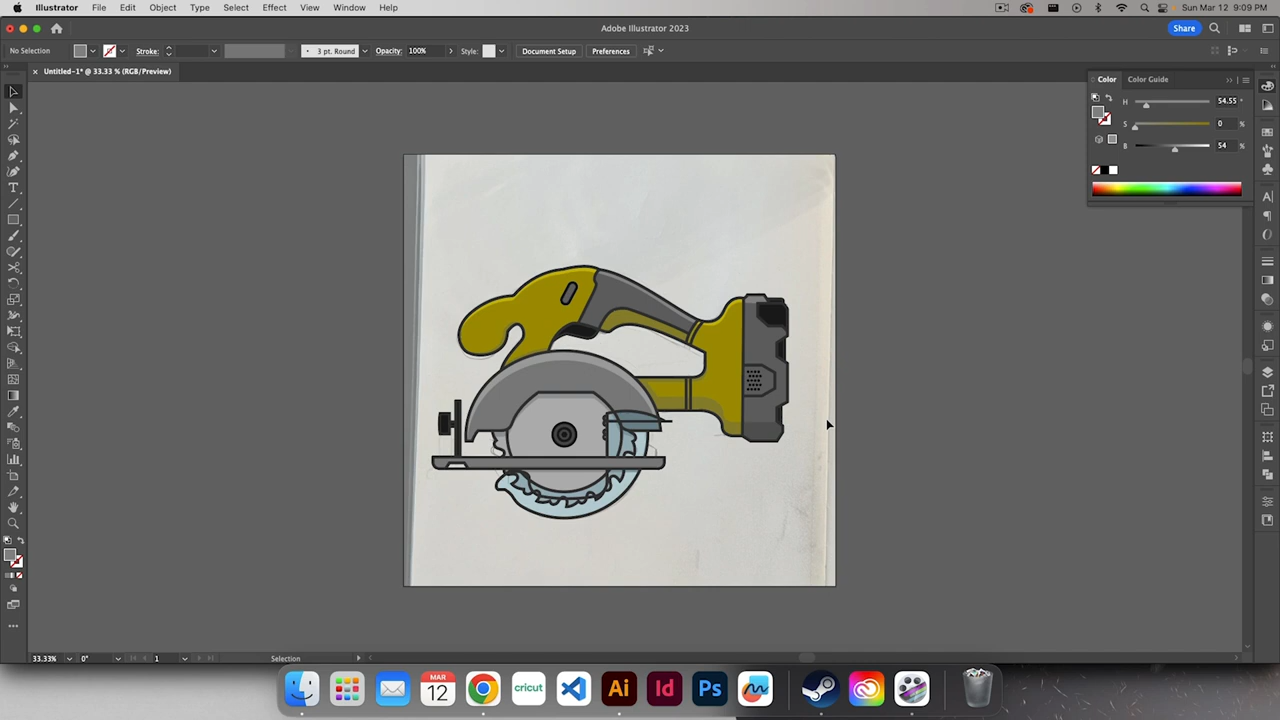 Illustrator File Edit Object Type Select Effect View Window Help Sun Mar 12 9:09 PM
Adobe Illustrator 2023 Share
No Selection Stroke: 3 pt. Round Opacity: 100% Style: Document Setup Preferences
× Untitled-1* @ 33.33 % (RGB/Preview)
Color Color Guide
H 54.55 °
S 0 %
B 54 %
33.33% 0° 1 Selection
MAR
12
cricut
Ai
Id
Ps